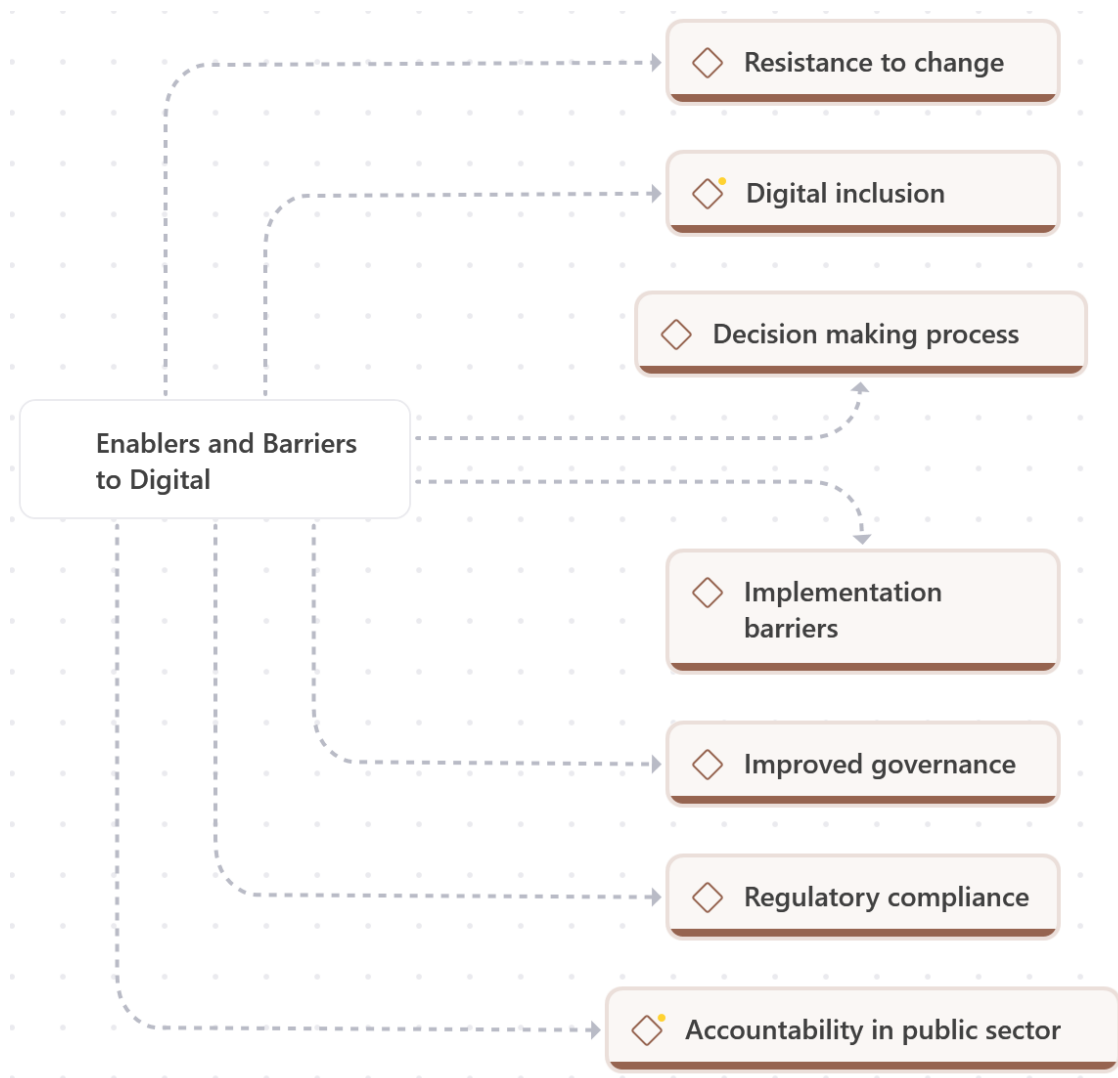 Resistance to change
Digital inclusion
Decision making process
Enablers and Barriers
to Digital
Implementation
barriers
Improved governance
Regulatory compliance
Accountability in public sector